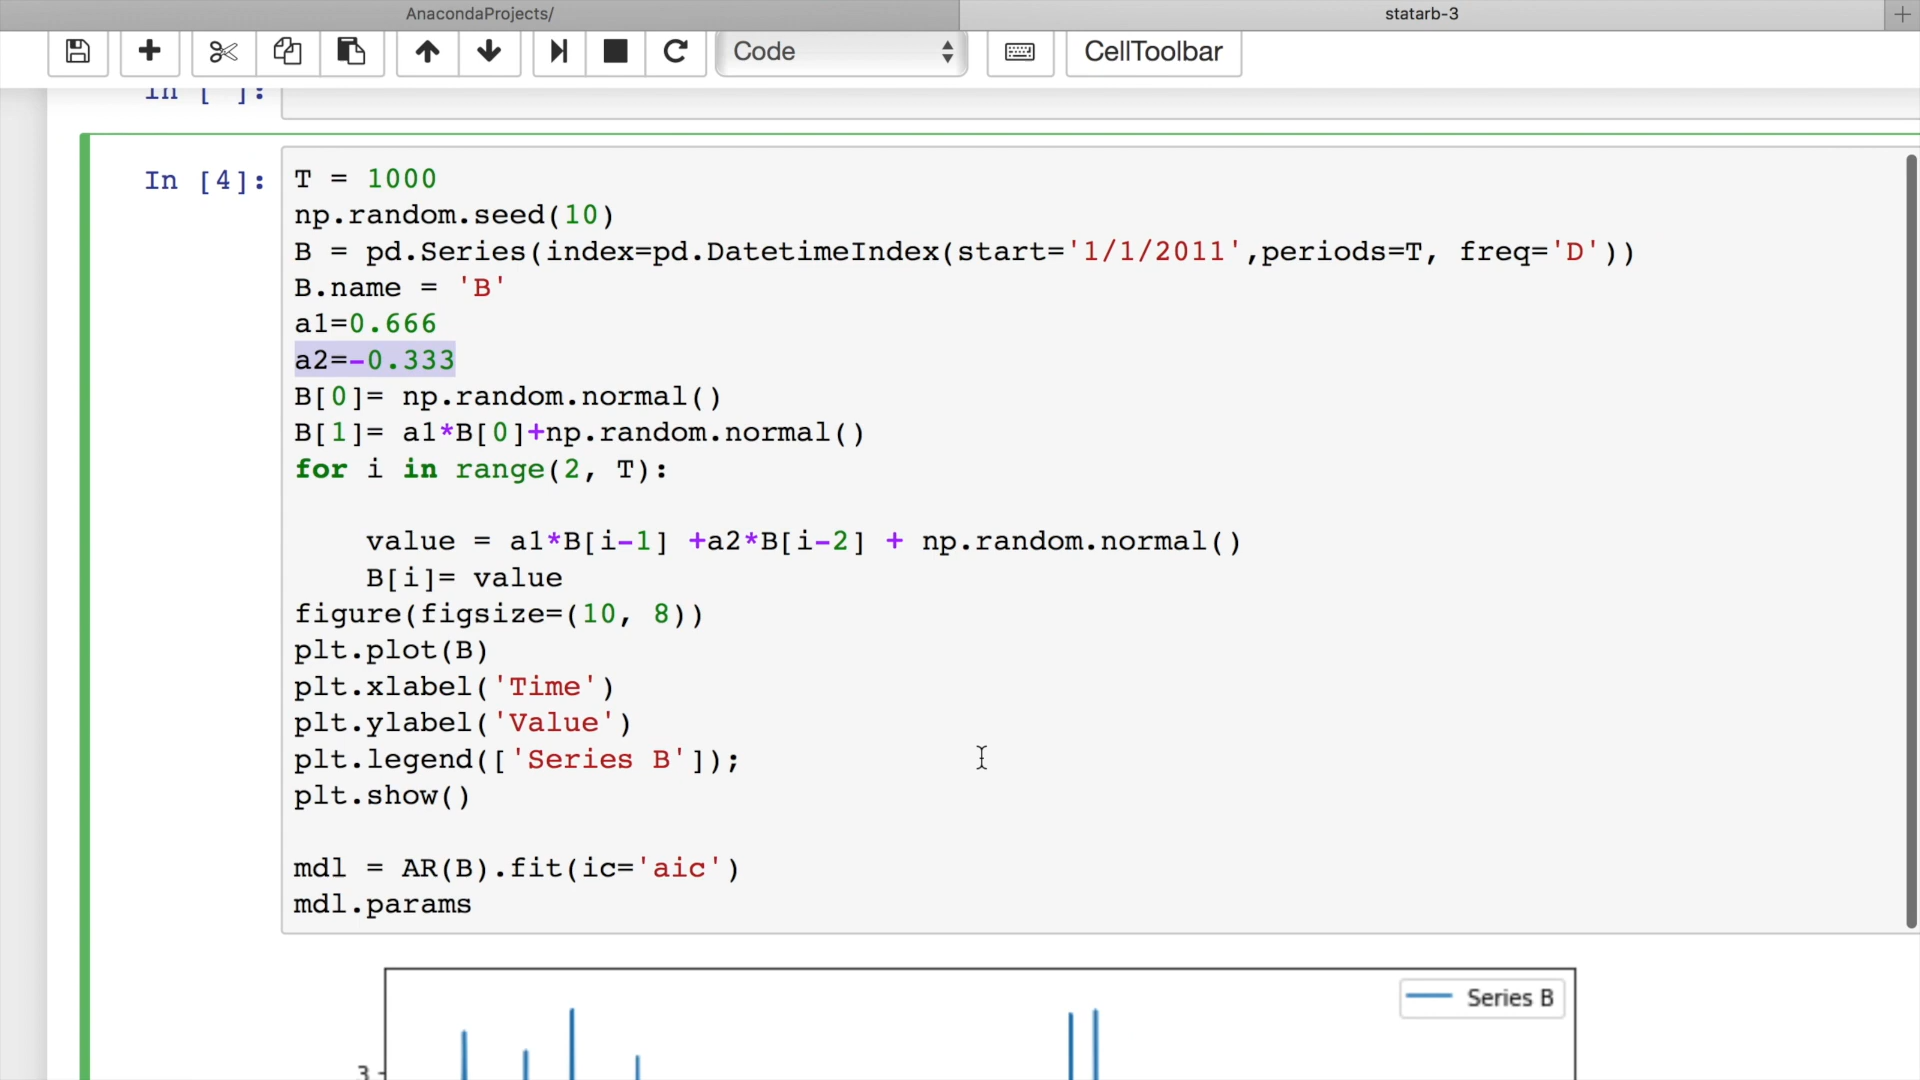 AnacondaProjects/
statarb-3
Code
CellToolbar
In [ ]:
In [4]:
T = 1000
np.random.seed(10)
B = pd.Series(index=pd.DatetimeIndex(start='1/1/2011',periods=T, freq='D'))
B.name = 'B'
a1=0.666
a2=-0.333
B[0]= np.random.normal()
B[1]= a1*B[0]+np.random.normal()
for i in range(2, T):
value = a1*B[i-1] +a2*B[i-2] + np.random.normal()
B[i]= value
figure(figsize=(10, 8))
plt.plot(B)
plt.xlabel('Time')
plt.ylabel('Value')
plt.legend(['Series B']);
plt.show()
mdl = AR(B).fit(ic='aic')
mdl.params
Series B
3